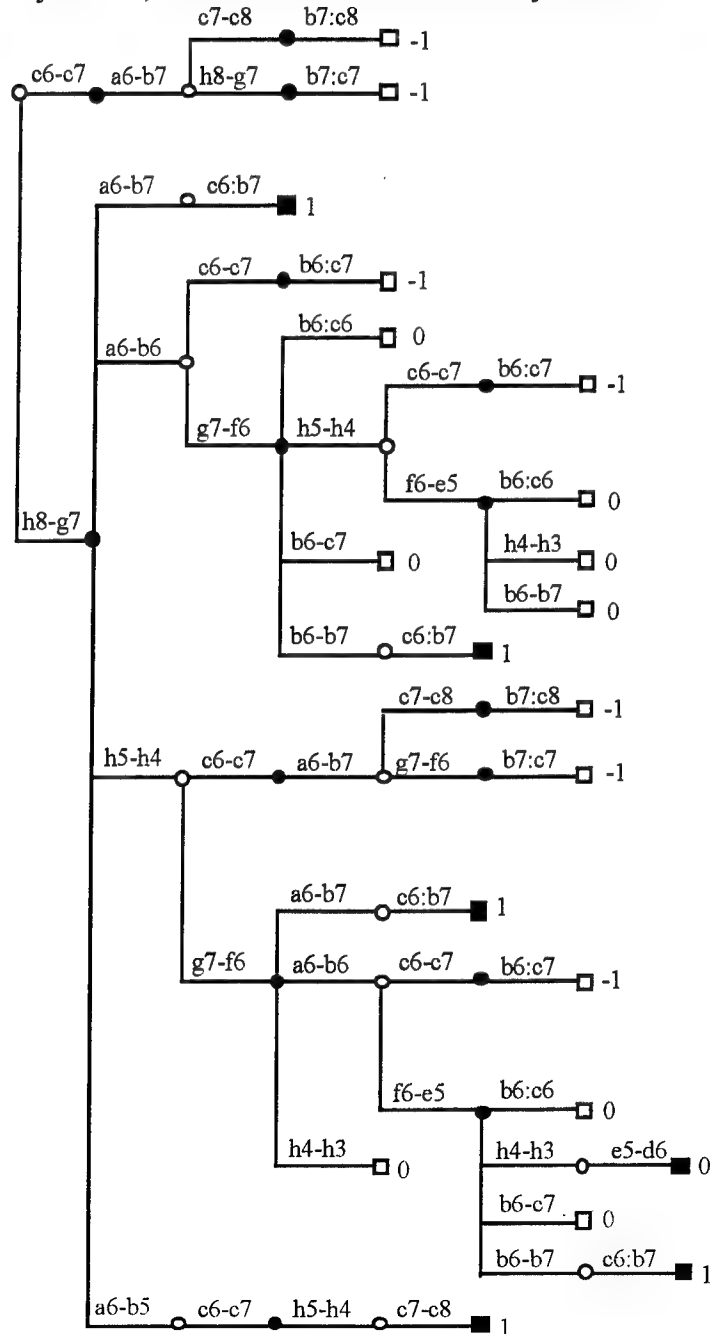 c7-c8 b7:c8 -1
c6-c7 a6-b7 h8-g7 b7:c7 -1
a6-b7 c6:b7 1
c6-c7 b6:c7 -1
b6:c6 0
a6-b6 c6-c7 b6:c7 -1
g7-f6 h5-h4
f6-e5 b6:c6 0
h8-g7 h4-h3 0
b6-c7 0
b6-b7 0
b6-b7 c6:b7 1
c7-c8 b7:c8 -1
h5-h4 c6-c7 a6-b7 g7-f6 b7:c7 -1
a6-b7 c6:b7 1
g7-f6 a6-b6 c6-c7 b6:c7 -1
f6-e5 b6:c6 0
h4-h3 0 h4-h3 e5-d6 0
b6-c7 0
b6-b7 c6:b7 1
a6-b5 c6-c7 h5-h4 c7-c8 1